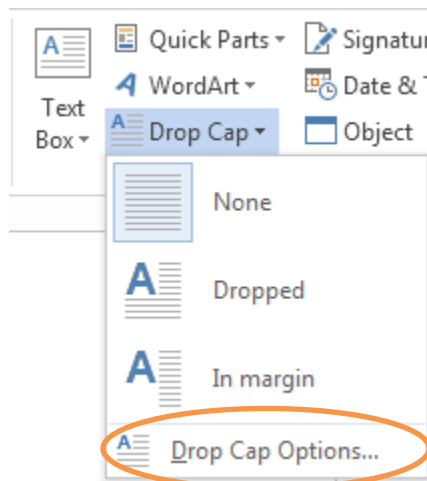 Quick Parts
Signatur
WordArt
Date &
Text
Box
Drop Cap
Object
None
Dropped
In margin
Drop Cap Options...